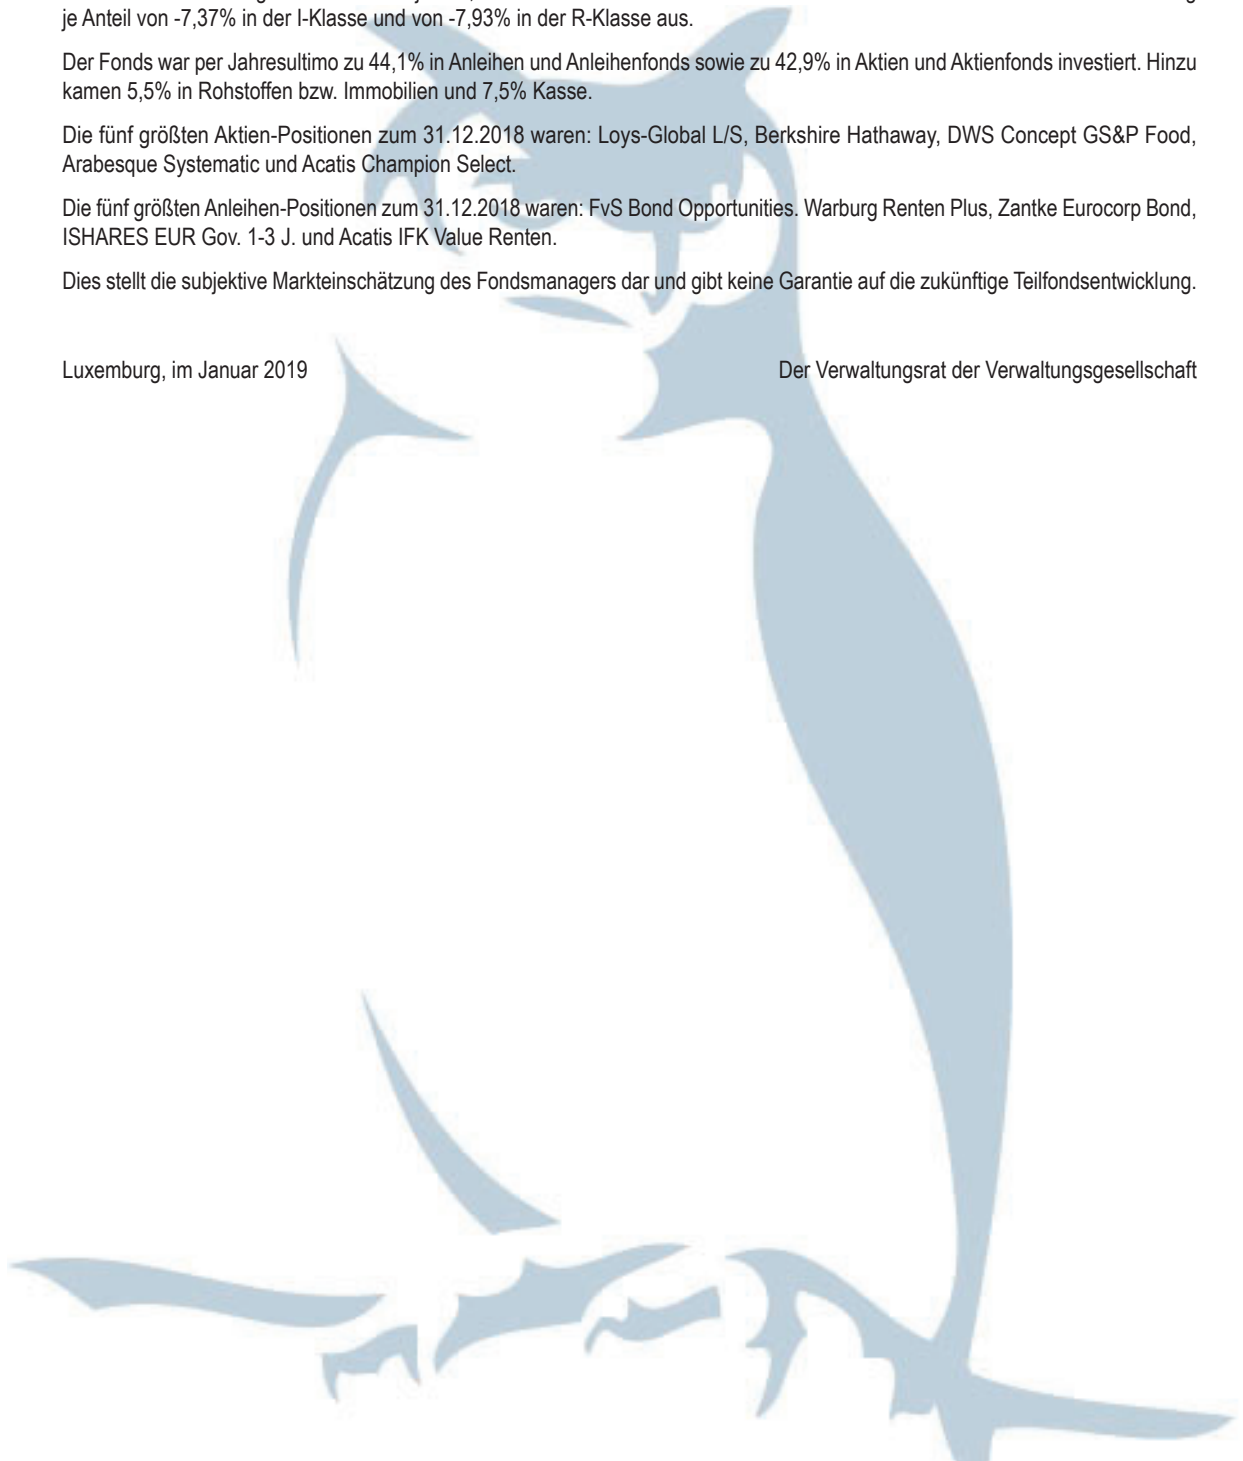 je Anteil von -7,37% in der I-Klasse und von -7,93% in der R-Klasse aus.
Der Fonds war per Jahresultimo zu 44,1% in Anleihen und Anleihenfonds sowie zu 42,9% in Aktien und Aktienfonds investiert. Hinzu
kamen 5,5% in Rohstoffen bzw. Immobilien und 7,5% Kasse.
Die fünf größten Aktien-Positionen zum 31.12.2018 waren: Loys-Global L/S, Berkshire Hathaway, DWS Concept GS&P Food,
Arabesque Systematic und Acatis Champion Select.
Die fünf größten Anleihen-Positionen zum 31.12.2018 waren: FvS Bond Opportunities. Warburg Renten Plus, Zantke Eurocorp Bond,
ISHARES EUR Gov. 1-3 J. und Acatis IFK Value Renten.
Dies stellt die subjektive Markteinschätzung des Fondsmanagers dar und gibt keine Garantie auf die zukünftige Teilfondsentwicklung.
Luxemburg, im Januar 2019
Der Verwaltungsrat der Verwaltungsgesellschaft